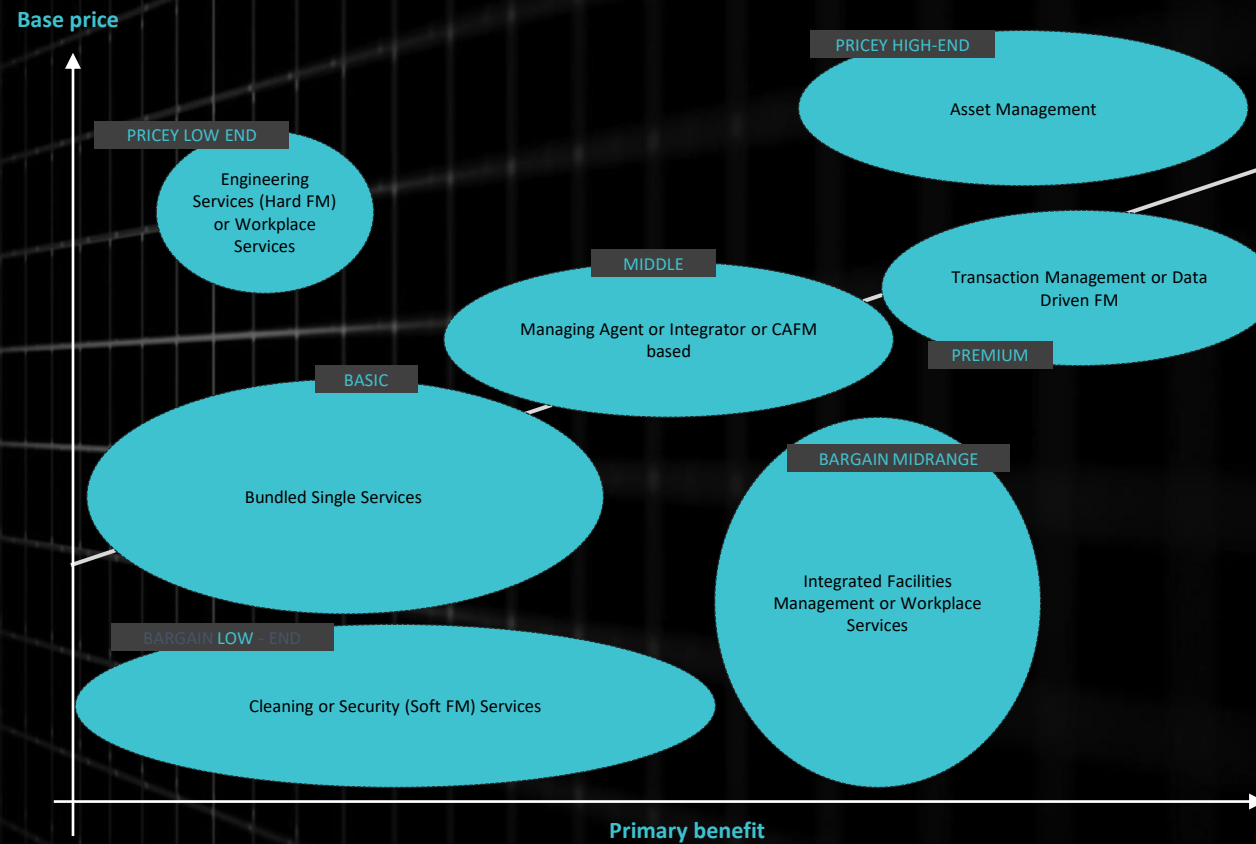 Base price
PRICEY HIGH-END
Asset Management
PRICEY LOW END
Engineering
Services (Hard FM)
or Workplace
Services
MIDDLE
Managing Agent or Integrator or CAFM
based
Transaction Management or Data
Driven FM
PREMIUM
BASIC
Bundled Single Services
BARGAIN MIDRANGE
Integrated Facilities
Management or Workplace
Services
BARGAIN LOW - END
Cleaning or Security (Soft FM) Services
Primary benefit